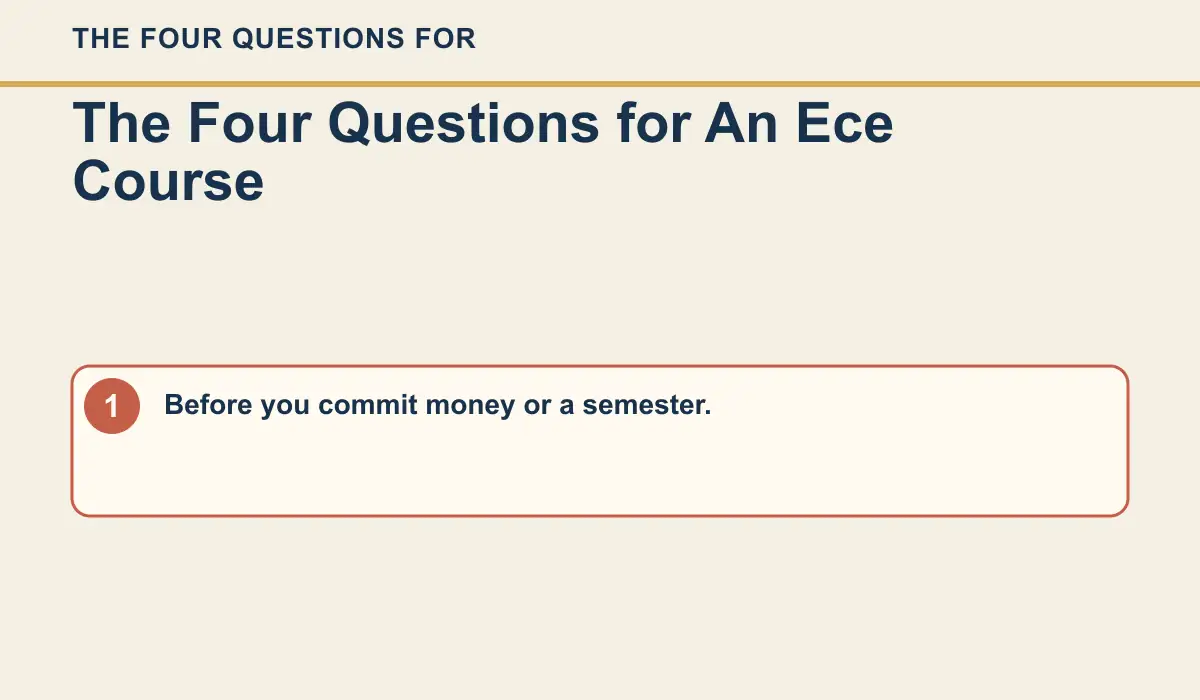 THE FOUR QUESTIONS FOR
The Four Questions for An Ece
Course
1
Before you commit money or a semester.